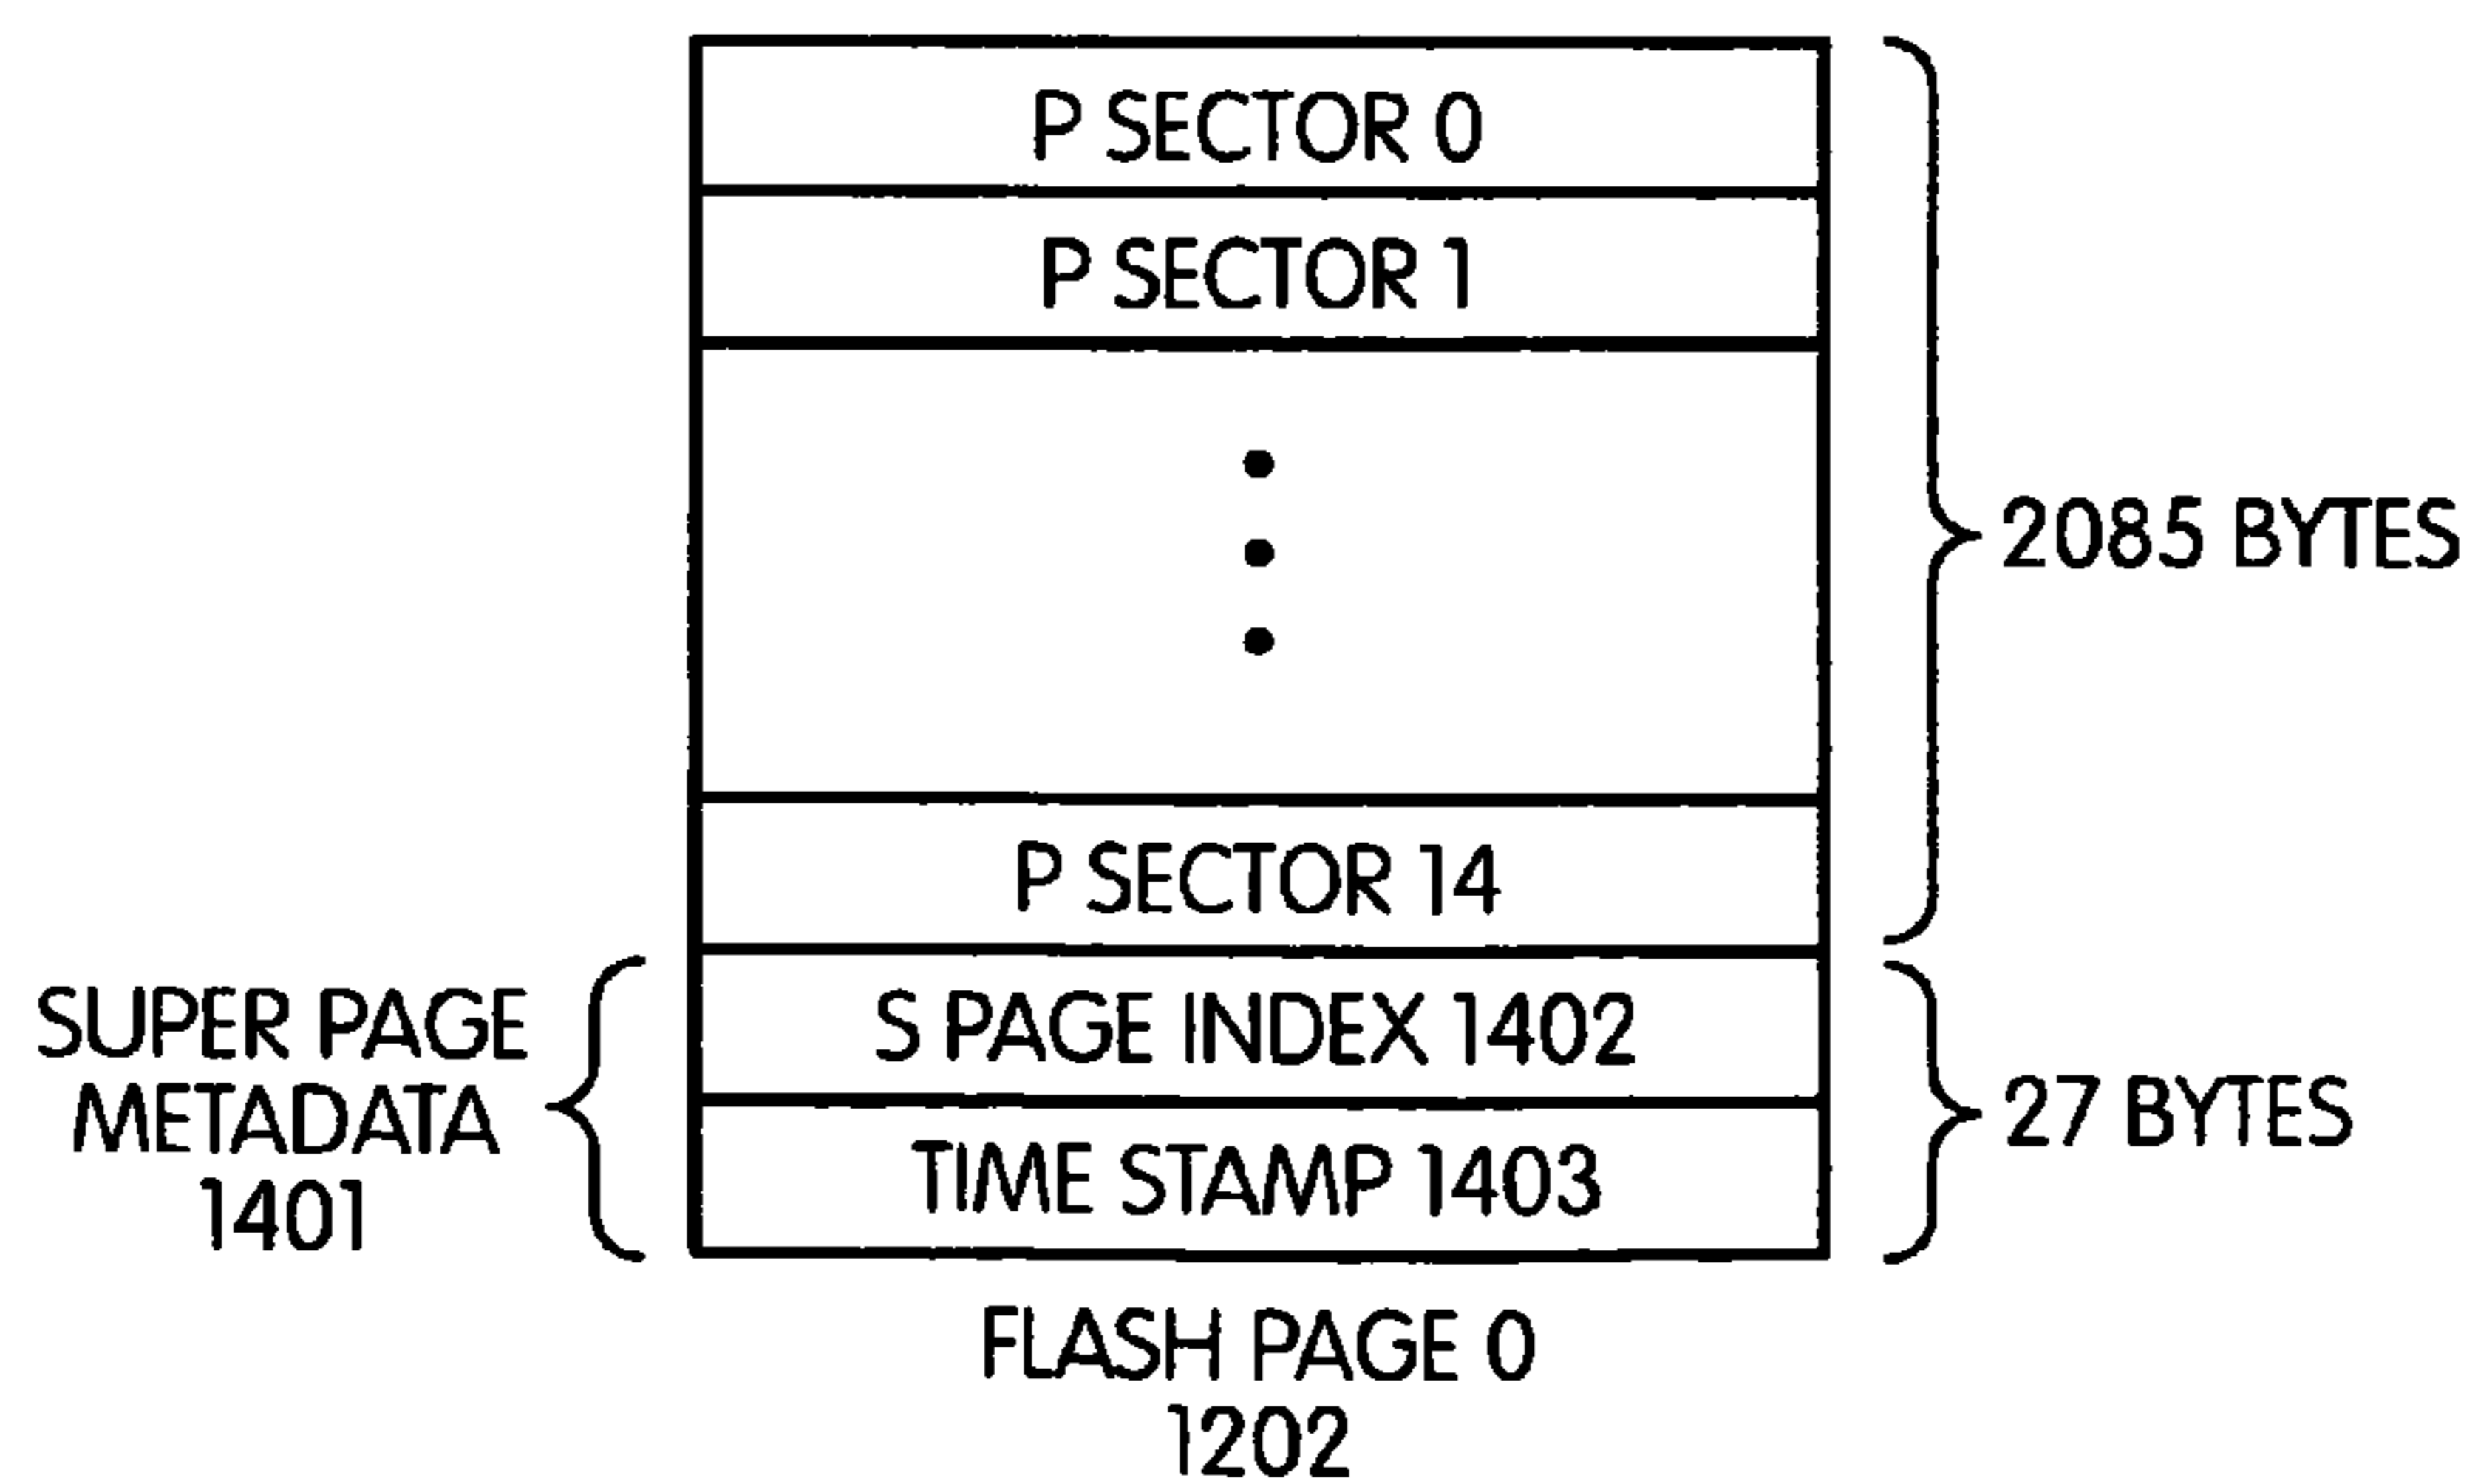 P SECTOR 0
P SECTOR 1
P SECTOR 14
S PAGE INDEX 1402
TIME STAMP 1403
2085 BYTES
27 BYTES
SUPER PAGE
METADATA
1401
FLASH PAGE 0
1202